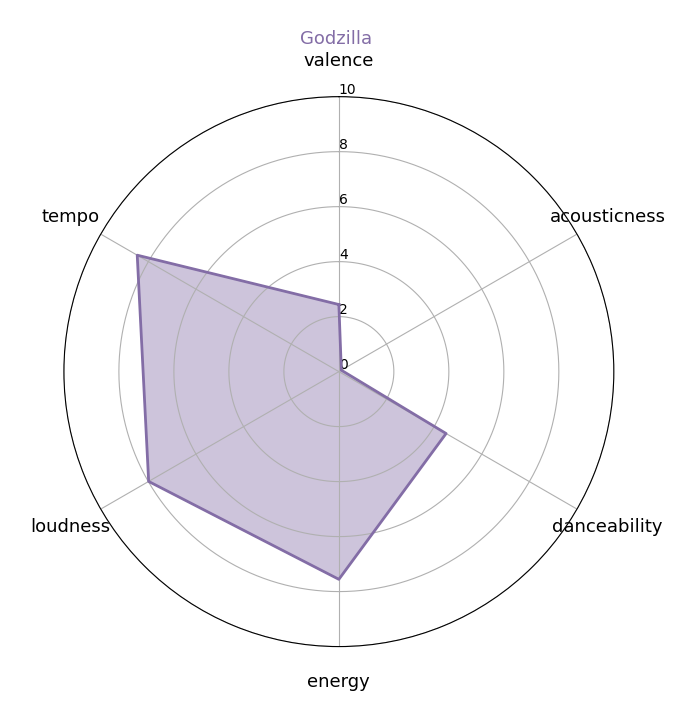 Godzilla
valence
10
8
6
4
2
0
tempo
acousticness
loudness
danceability
energy